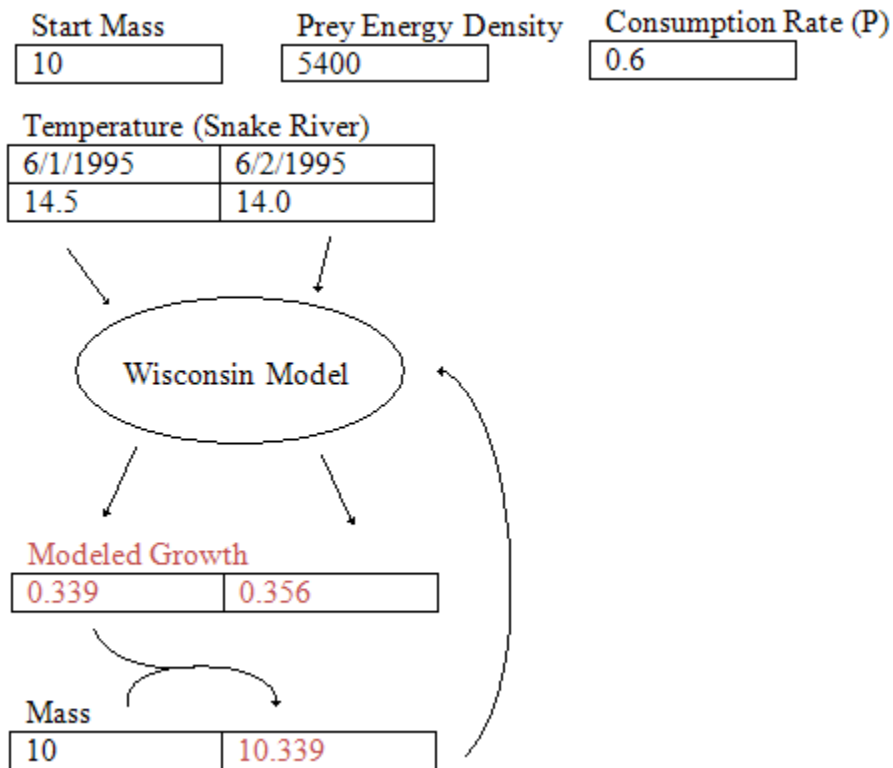 Start Mass Prey Energy Density Consumption Rate (P)
10 5400 0.6
Temperature (Snake River)
6/1/1995 6/2/1995
14.5 14.0
Wisconsin Model
Modeled Growth
0.339 0.356
Mass
10 10.339